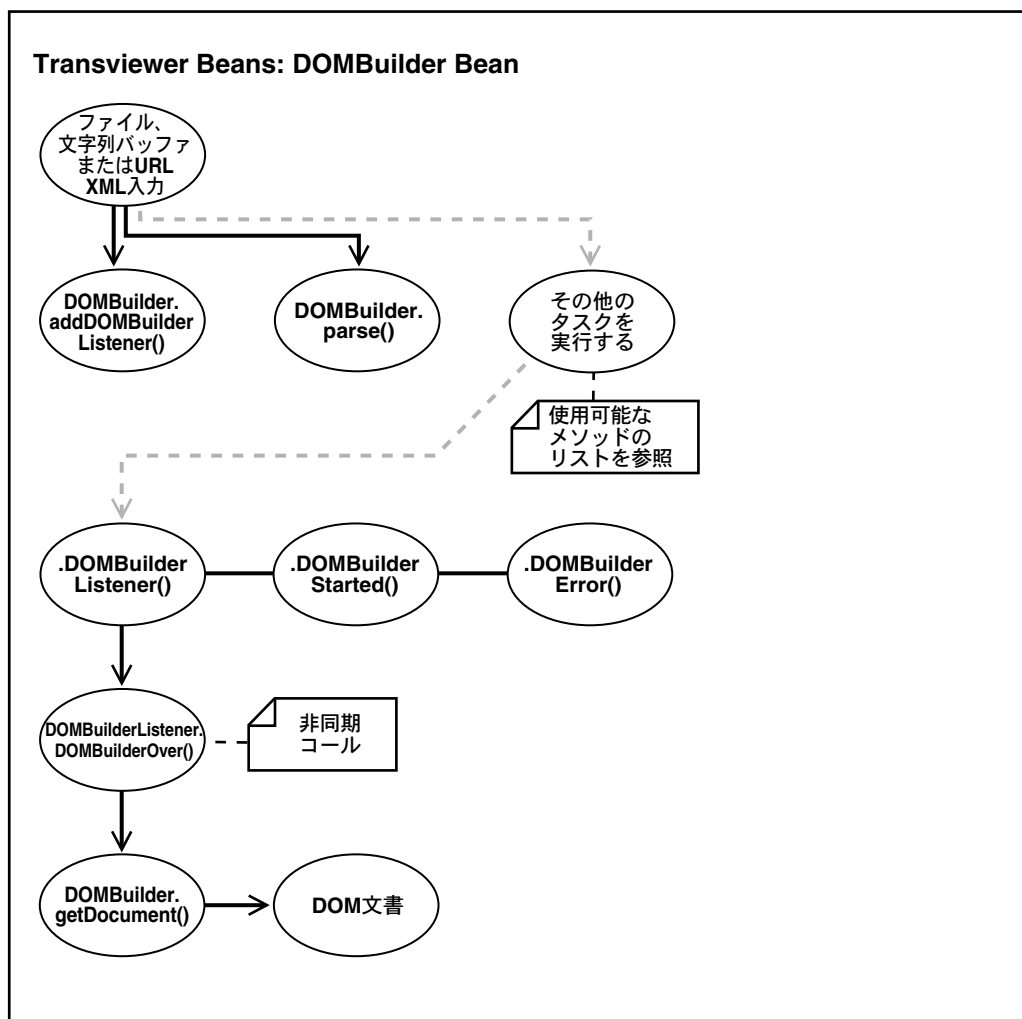 Transviewer Beans: DOMBuilder Bean
ファイル、
文字列バッファ
またはURL
XML入力
DOMBuilder.
addDOMBuilder
Listener()
DOMBuilder.
parse()
その他の
タスクを
実行する
使用可能な
メソッドの
リストを参照
.DOMBuilder
Listener()
.DOMBuilder
Started()
.DOMBuilder
Error()
DOMBuilderListener.
DOMBuilderOver()
非同期
コール
DOMBuilder.
getDocument()
DOM文書